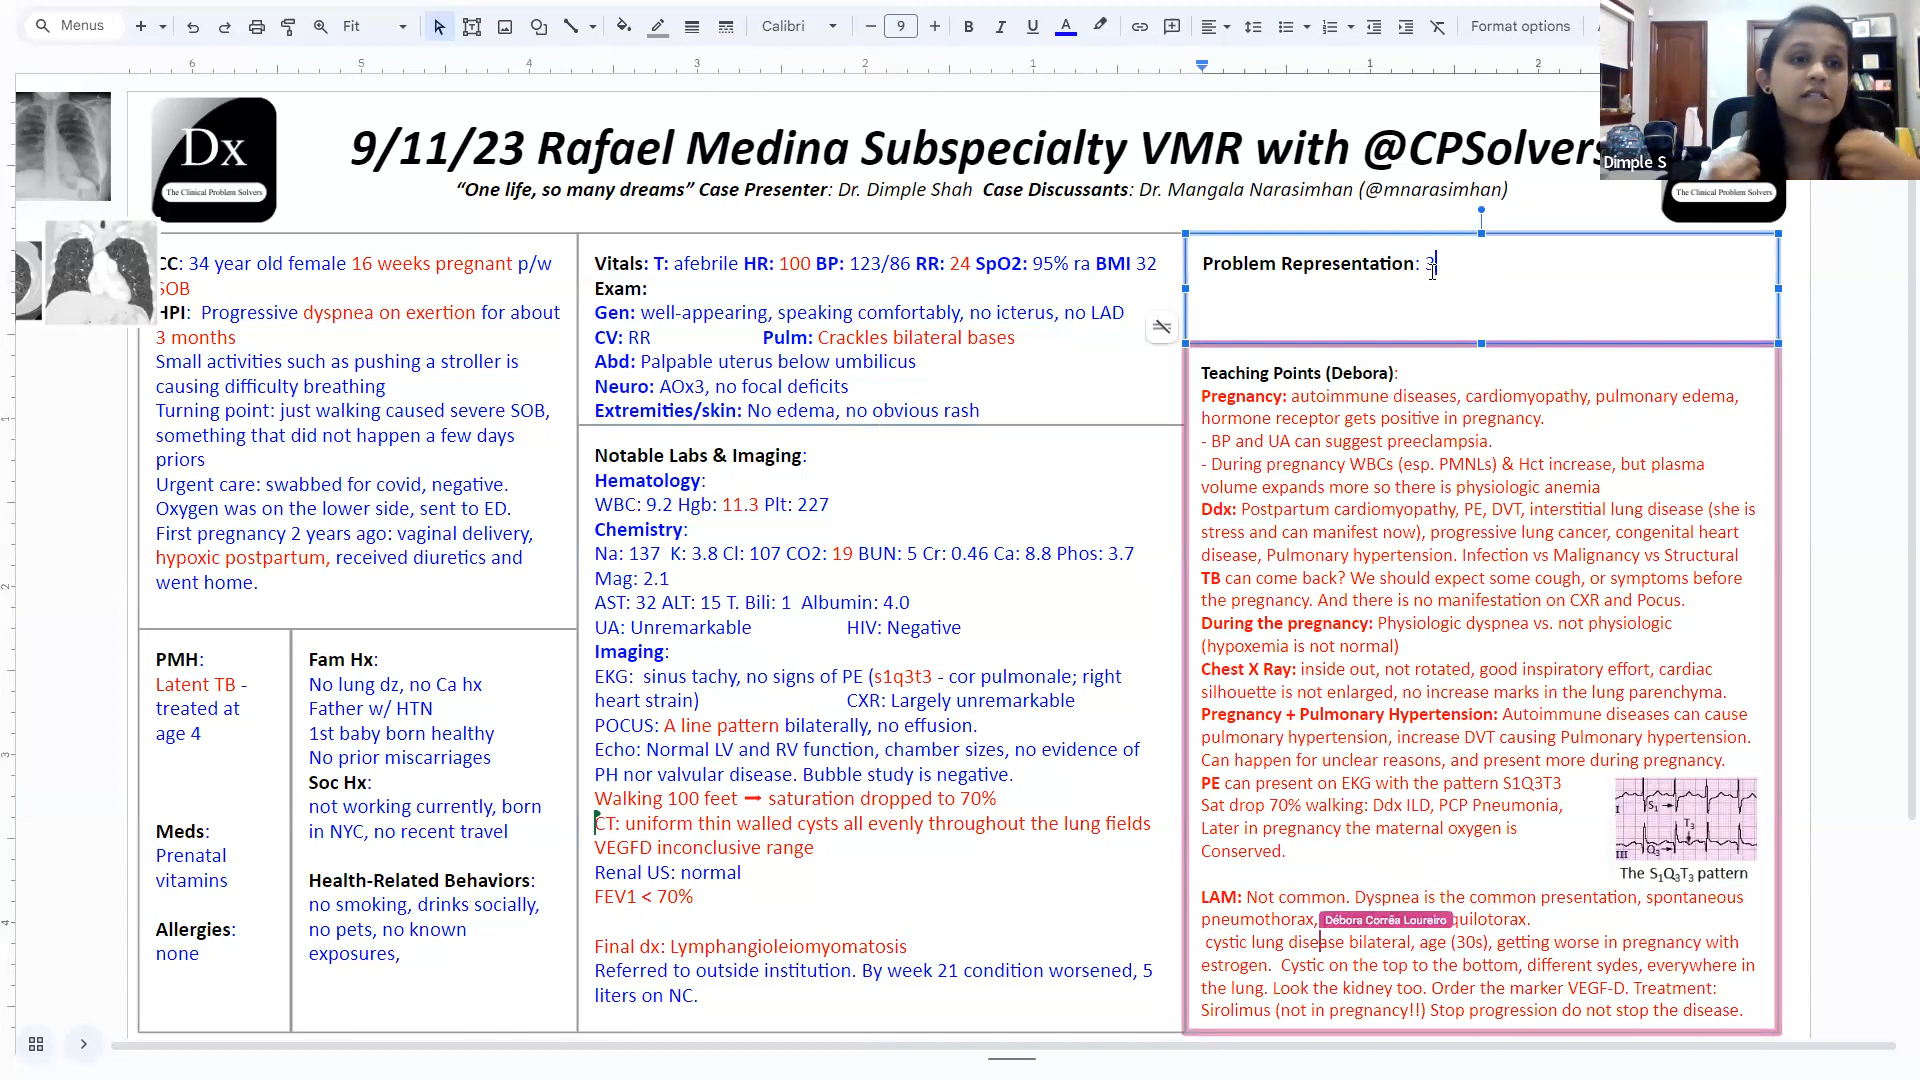 Menus
Fit
Calibri
9
Format options
6 5 4 3 2 1 1 2
Dx
The Clinical Problem Solvers
9/11/23 Rafael Medina Subspecialty VMR with @CPSolvers
“One life, so many dreams” Case Presenter: Dr. Dimple Shah Case Discussants: Dr. Mangala Narasimhan (@mnarasimhan)
Dimple S
The Clinical Problem Solvers
CC: 34 year old female 16 weeks pregnant p/w
SOB
HPI: Progressive dyspnea on exertion for about
3 months
Small activities such as pushing a stroller is
causing difficulty breathing
Turning point: just walking caused severe SOB,
something that did not happen a few days
priors
Urgent care: swabbed for covid, negative.
Oxygen was on the lower side, sent to ED.
First pregnancy 2 years ago: vaginal delivery,
hypoxic postpartum, received diuretics and
went home.
PMH:
Latent TB -
treated at
age 4
Meds:
Prenatal
vitamins
Allergies:
none
Fam Hx:
No lung dz, no Ca hx
Father w/ HTN
1st baby born healthy
No prior miscarriages
Soc Hx:
not working currently, born
in NYC, no recent travel
Health-Related Behaviors:
no smoking, drinks socially,
no pets, no known
exposures,
Vitals: T: afebrile HR: 100 BP: 123/86 RR: 24 SpO2: 95% ra BMI 32
Exam:
Gen: well-appearing, speaking comfortably, no icterus, no LAD
CV: RR Pulm: Crackles bilateral bases
Abd: Palpable uterus below umbilicus
Neuro: AOx3, no focal deficits
Extremities/skin: No edema, no obvious rash
Notable Labs & Imaging:
Hematology:
WBC: 9.2 Hgb: 11.3 Plt: 227
Chemistry:
Na: 137 K: 3.8 Cl: 107 CO2: 19 BUN: 5 Cr: 0.46 Ca: 8.8 Phos: 3.7
Mag: 2.1
AST: 32 ALT: 15 T. Bili: 1 Albumin: 4.0
UA: Unremarkable HIV: Negative
Imaging:
EKG: sinus tachy, no signs of PE (s1q3t3 - cor pulmonale; right
heart strain) CXR: Largely unremarkable
POCUS: A line pattern bilaterally, no effusion.
Echo: Normal LV and RV function, chamber sizes, no evidence of
PH nor valvular disease. Bubble study is negative.
Walking 100 feet ➞ saturation dropped to 70%
CT: uniform thin walled cysts all evenly throughout the lung fields
VEGFD inconclusive range
Renal US: normal
FEV1 < 70%
Final dx: Lymphangioleiomyomatosis
Referred to outside institution. By week 21 condition worsened, 5
liters on NC.
Problem Representation: 3
Teaching Points (Debora):
Pregnancy: autoimmune diseases, cardiomyopathy, pulmonary edema,
hormone receptor gets positive in pregnancy.
- BP and UA can suggest preeclampsia.
- During pregnancy WBCs (esp. PMNLs) & Hct increase, but plasma
volume expands more so there is physiologic anemia
Ddx: Postpartum cardiomyopathy, PE, DVT, interstitial lung disease (she is
stress and can manifest now), progressive lung cancer, congenital heart
disease, Pulmonary hypertension. Infection vs Malignancy vs Structural
TB can come back? We should expect some cough, or symptoms before
the pregnancy. And there is no manifestation on CXR and Pocus.
During the pregnancy: Physiologic dyspnea vs. not physiologic
(hypoxemia is not normal)
Chest X Ray: inside out, not rotated, good inspiratory effort, cardiac
silhouette is not enlarged, no increase marks in the lung parenchyma.
Pregnancy + Pulmonary Hypertension: Autoimmune diseases can cause
pulmonary hypertension, increase DVT causing Pulmonary hypertension.
Can happen for unclear reasons, and present more during pregnancy.
PE can present on EKG with the pattern S1Q3T3
Sat drop 70% walking: Ddx ILD, PCP Pneumonia,
Later in pregnancy the maternal oxygen is
Conserved.
I S₁ T₃ III Q₃
The S₁Q₃T₃ pattern
LAM: Not common. Dyspnea is the common presentation, spontaneous
pneumothorax, quilotorax.
Débora Corrêa Loureiro
cystic lung disease bilateral, age (30s), getting worse in pregnancy with
estrogen. Cystic on the top to the bottom, different sydes, everywhere in
the lung. Look the kidney too. Order the marker VEGF-D. Treatment:
Sirolimus (not in pregnancy!!) Stop progression do not stop the disease.
1
2
3
4